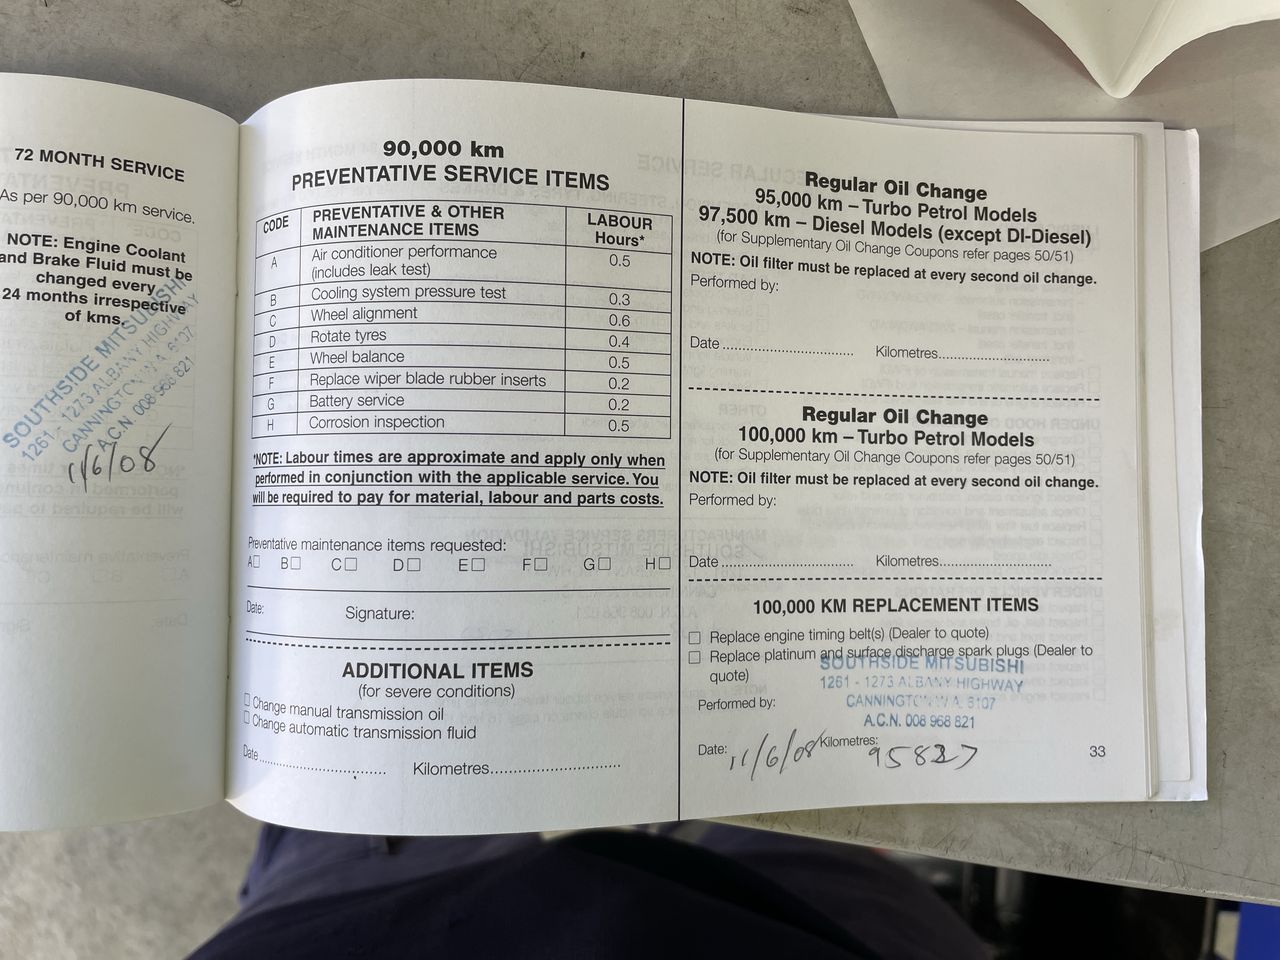 72 MONTH SERVICE
As per 90,000 km service.
NOTE: Engine Coolant
and Brake Fluid must be
changed every
24 months irrespective
of kms.
SOUTHSIDE MITSUBISHI
1261 - 1273 ALBANY HIGHWAY
CANNINGTON W.A. 6107
A.C.N. 008 968 821
11/6/08
90,000 km
PREVENTATIVE SERVICE ITEMS
CODE PREVENTATIVE & OTHER MAINTENANCE ITEMS LABOUR Hours*
A Air conditioner performance (includes leak test) 0.5
B Cooling system pressure test 0.3
C Wheel alignment 0.6
D Rotate tyres 0.4
E Wheel balance 0.5
F Replace wiper blade rubber inserts 0.2
G Battery service 0.2
H Corrosion inspection 0.5
*NOTE: Labour times are approximate and apply only when
performed in conjunction with the applicable service. You
will be required to pay for material, labour and parts costs.
Preventative maintenance items requested:
A☐ B☐ C☐ D☐ E☐ F☐ G☐ H☐
Date: Signature:
ADDITIONAL ITEMS
(for severe conditions)
☐ Change manual transmission oil
☐ Change automatic transmission fluid
Date.................................. Kilometres..................................
Regular Oil Change
95,000 km – Turbo Petrol Models
97,500 km – Diesel Models (except DI-Diesel)
(for Supplementary Oil Change Coupons refer pages 50/51)
NOTE: Oil filter must be replaced at every second oil change.
Performed by:
Date.................................. Kilometres..............................
Regular Oil Change
100,000 km – Turbo Petrol Models
(for Supplementary Oil Change Coupons refer pages 50/51)
NOTE: Oil filter must be replaced at every second oil change.
Performed by:
Date.................................. Kilometres..............................
100,000 KM REPLACEMENT ITEMS
☐ Replace engine timing belt(s) (Dealer to quote)
☐ Replace platinum and surface discharge spark plugs (Dealer to
quote)
SOUTHSIDE MITSUBISHI
1261 - 1273 ALBANY HIGHWAY
CANNINGTON W.A. 6107
A.C.N. 008 968 821
Performed by:
Date: 11/6/08 Kilometres: 95827
33